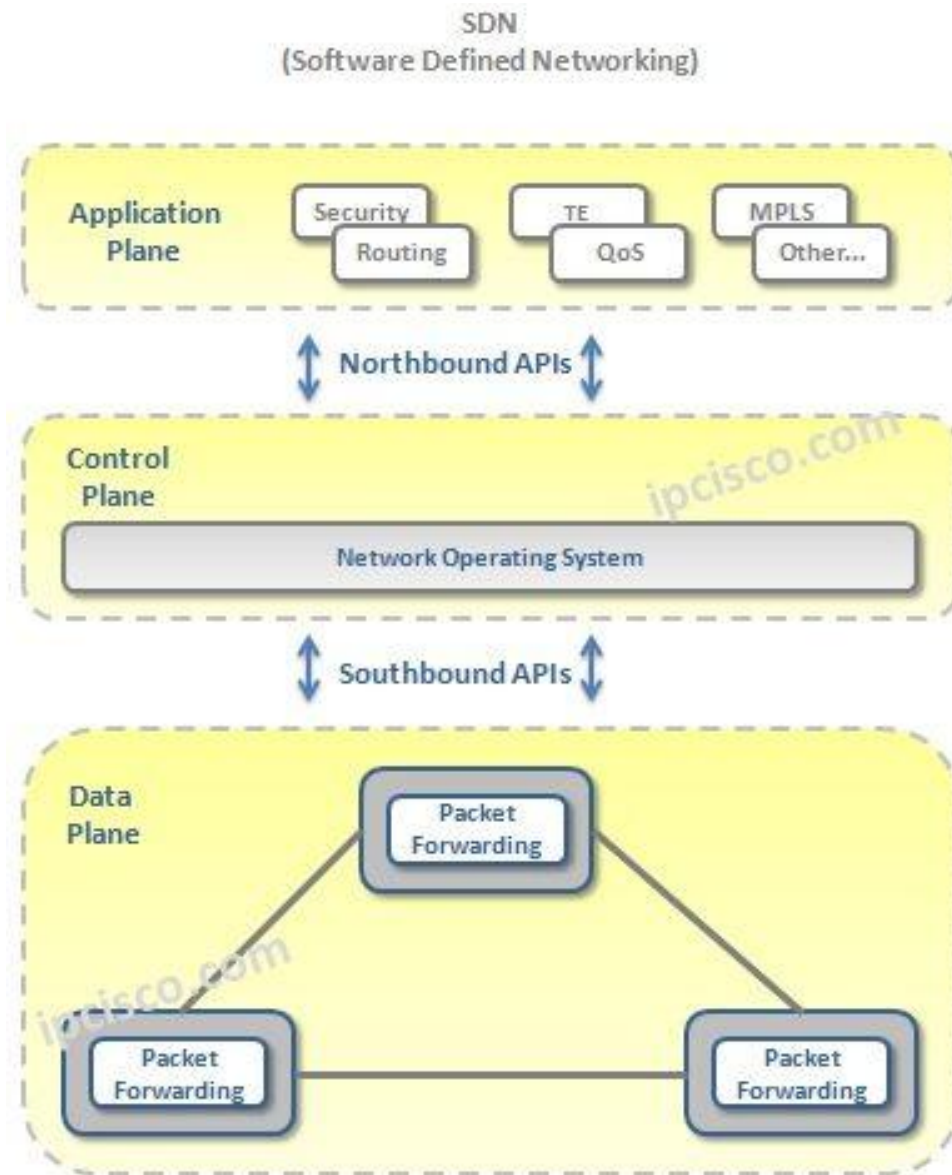 SDN
(Software Defined Networking)
Application
Plane
Security
Routing
TE
QoS
MPLS
Other...
Northbound APIs
Control
Plane
ipcisco.com
Network Operating System
Southbound APIs
Data
Plane
Packet
Forwarding
ipcisco.com
Packet
Forwarding
Packet
Forwarding